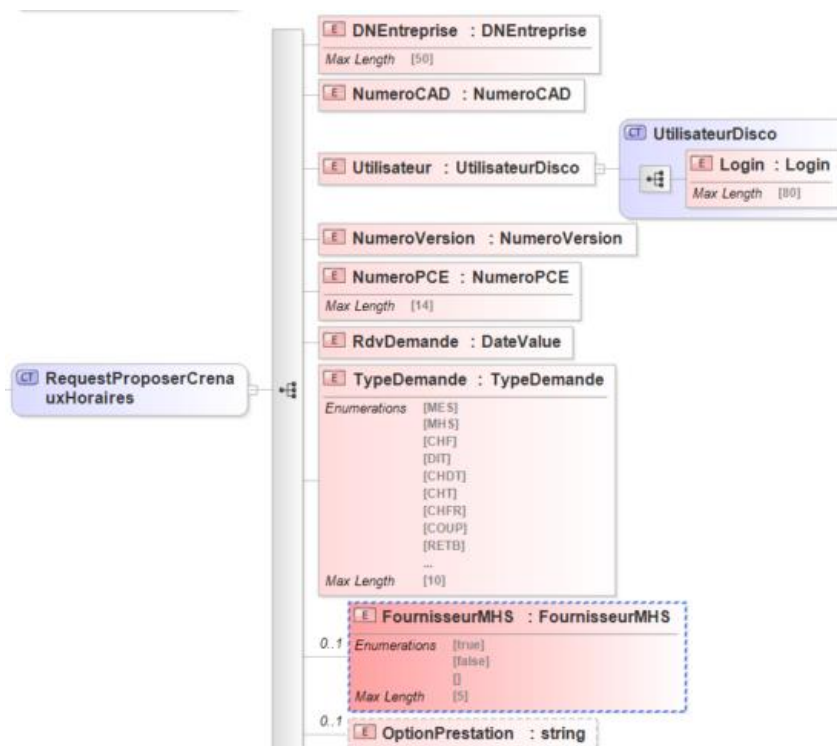 E DNEntreprise : DNEntreprise
Max Length [50]
E NumeroCAD : NumeroCAD
CT UtilisateurDisco
E Utilisateur : UtilisateurDisco
E Login : Login
Max Length [80]
E NumeroVersion : NumeroVersion
E NumeroPCE : NumeroPCE
Max Length [14]
E RdvDemande : DateValue
CT RequestProposerCrena
uxHoraires
E TypeDemande : TypeDemande
Enumerations [MES]
[MHS]
[CHF]
[DIT]
[CHDT]
[CHT]
[CHFR]
[COUP]
[RETB]
...
Max Length [10]
0..1
E FournisseurMHS : FournisseurMHS
Enumerations [true]
[false]
[]
Max Length [5]
0..1
E OptionPrestation : string